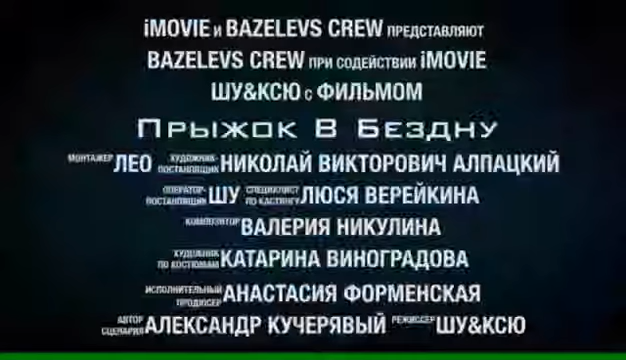 iMOVIE И BAZELEVS CREW ПРЕДСТАВЛЯЮТ
BAZELEVS CREW ПРИ СОДЕЙСТВИИ iMOVIE
ШУ&КСЮ С ФИЛЬМОМ
ПРЫЖОК В БЕЗДНУ
МОНТАЖЕР ЛЕО ХУДОЖНИК-ПОСТАНОВЩИК НИКОЛАЙ ВИКТОРОВИЧ АЛПАЦКИЙ
ОПЕРАТОР-ПОСТАНОВЩИК ШУ СПЕЦИАЛИСТ ПО КАСТИНГУ ЛЮСЯ ВЕРЕЙКИНА
КОМПОЗИТОР ВАЛЕРИЯ НИКУЛИНА
ХУДОЖНИК ПО КОСТЮМАМ КАТАРИНА ВИНОГРАДОВА
ИСПОЛНИТЕЛЬНЫЙ ПРОДЮСЕР АНАСТАСИЯ ФОРМЕНСКАЯ
АВТОР СЦЕНАРИЯ АЛЕКСАНДР КУЧЕРЯВЫЙ РЕЖИССЕР ШУ&КСЮ